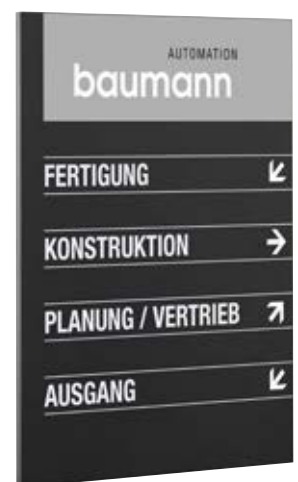 AUTOMATION
baumann
FERTIGUNG ↙
KONSTRUKTION →
PLANUNG / VERTRIEB ↗
AUSGANG ↙